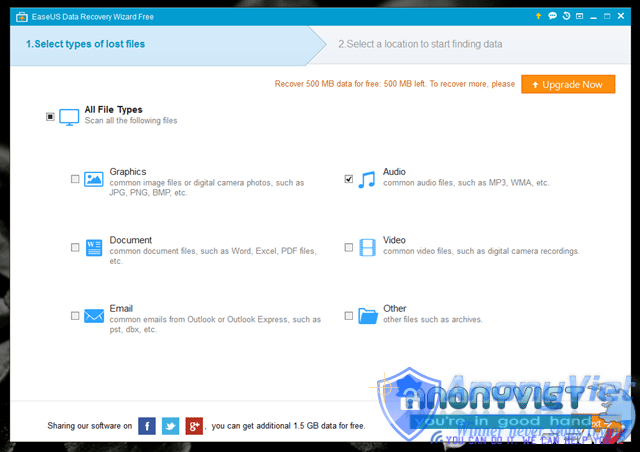 EaseUS Data Recovery Wizard Free
1.Select types of lost files
2.Select a location to start finding data
Recover 500 MB data for free: 500 MB left. To recover more, please
Upgrade Now
All File Types
Scan all the following files
Graphics
common image files or digital camera photos, such as
JPG, PNG, BMP, etc.
Audio
common audio files, such as MP3, WMA, etc.
Document
common document files, such as Word, Excel, PDF files,
etc.
Video
common video files, such as digital camera recordings
Email
common emails from Outlook or Outlook Express, such as
pst, dbx, etc.
Other
other files such as archives.
AnonyViet
ANONYVIET
you're in good hand
YOU CAN DO IT, WE CAN HELP
Sharing our software on
, you can get additional 1.5 GB data for free.